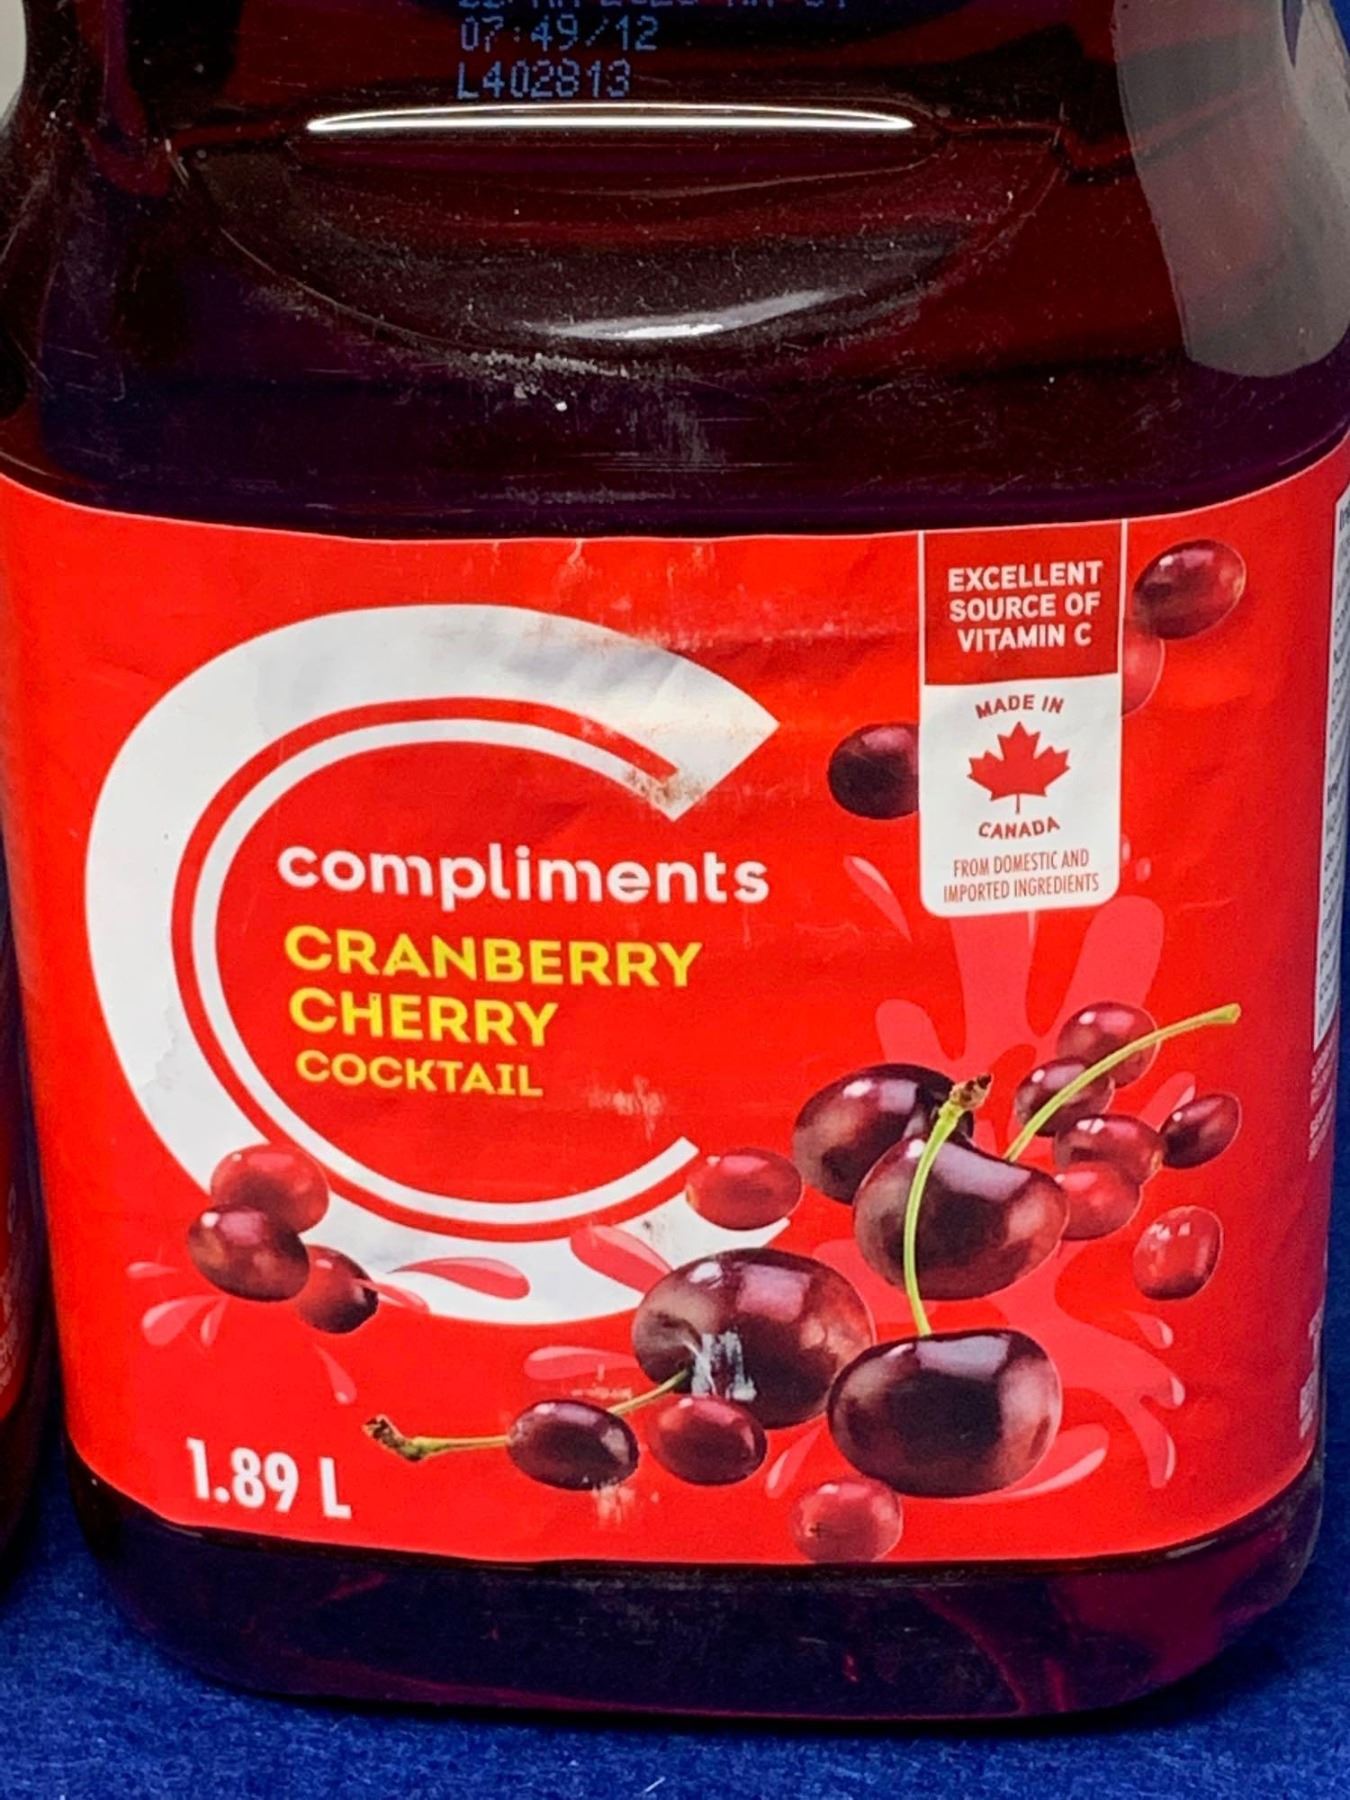 07:49/12
L402813
EXCELLENT
SOURCE OF
VITAMIN C
MADE IN
CANADA
FROM DOMESTIC AND
IMPORTED INGREDIENTS
compliments
CRANBERRY
CHERRY
COCKTAIL
1.89 L